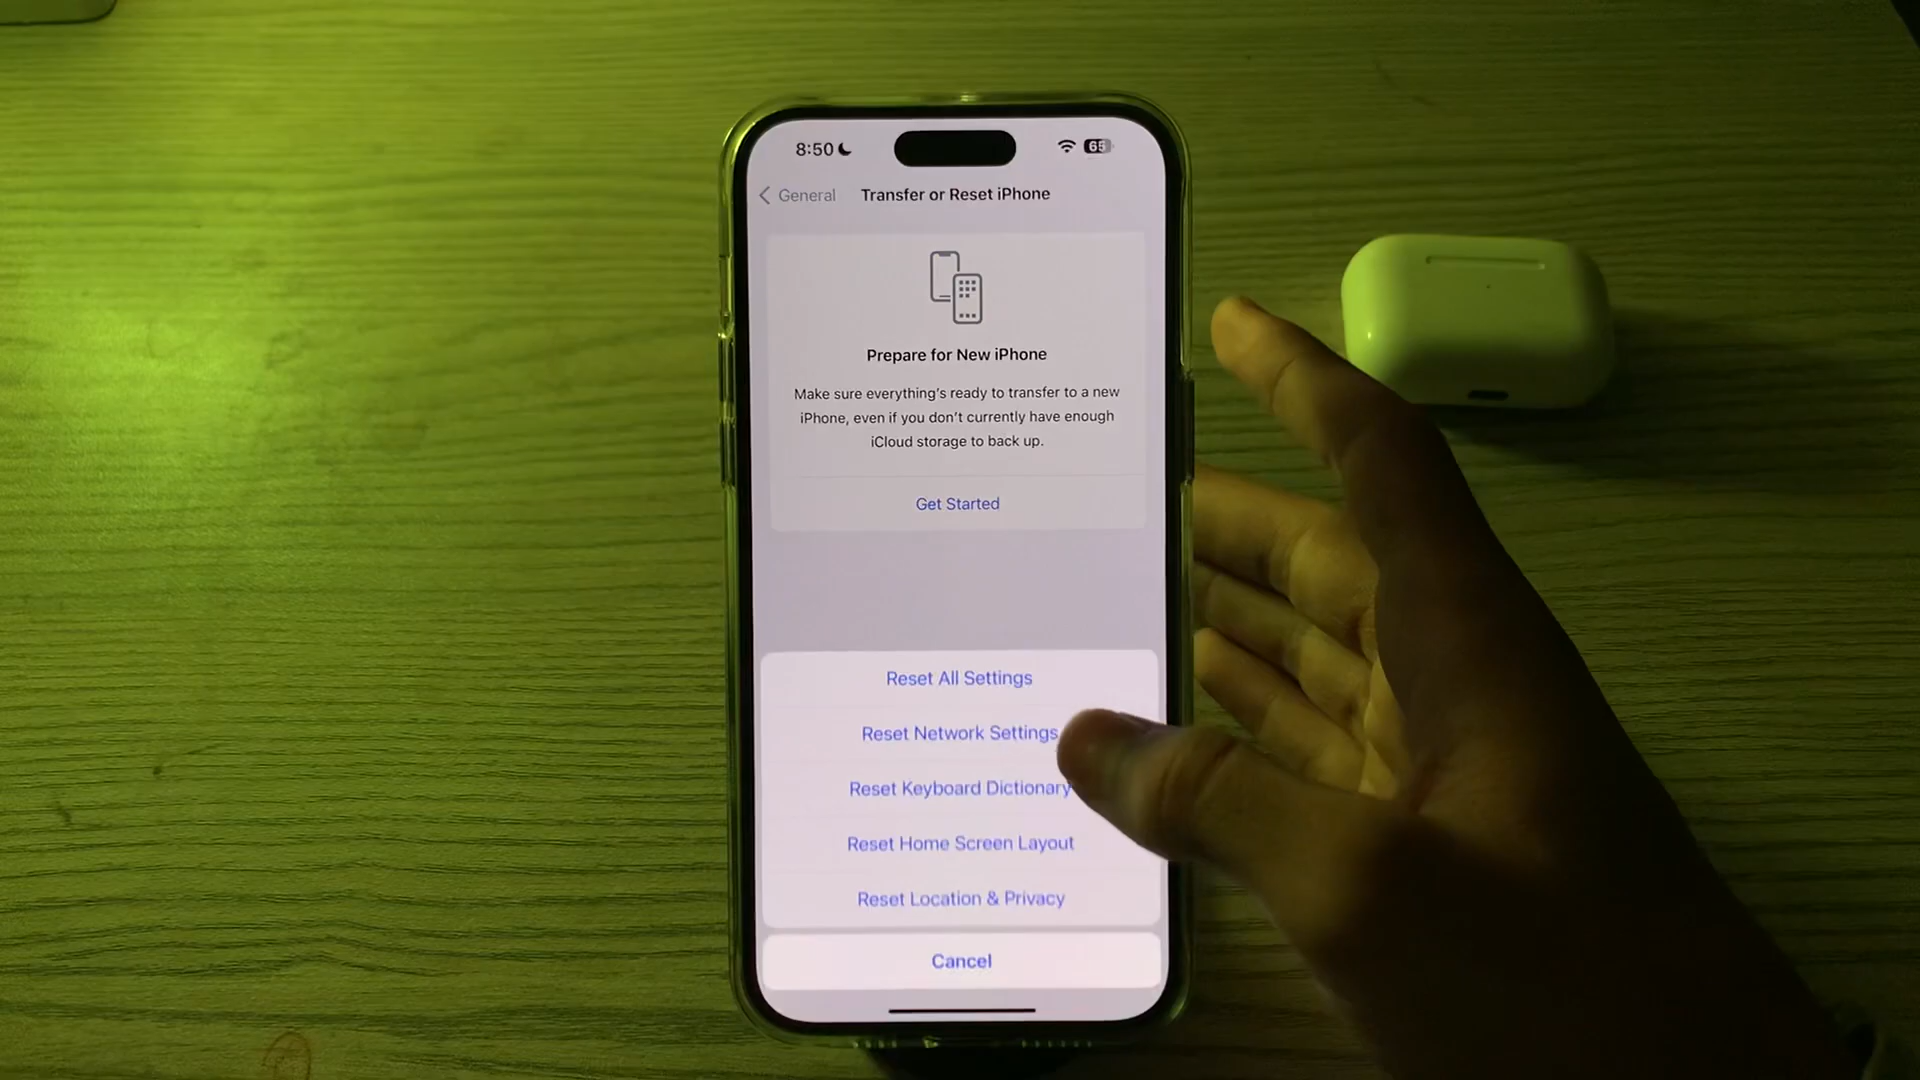 8:50
65
General
Transfer or Reset iPhone
Prepare for New iPhone
Make sure everything's ready to transfer to a new
iPhone, even if you don't currently have enough
iCloud storage to back up.
Get Started
Reset All Settings
Reset Network Settings
Reset Keyboard Dictionary
Reset Home Screen Layout
Reset Location & Privacy
Cancel